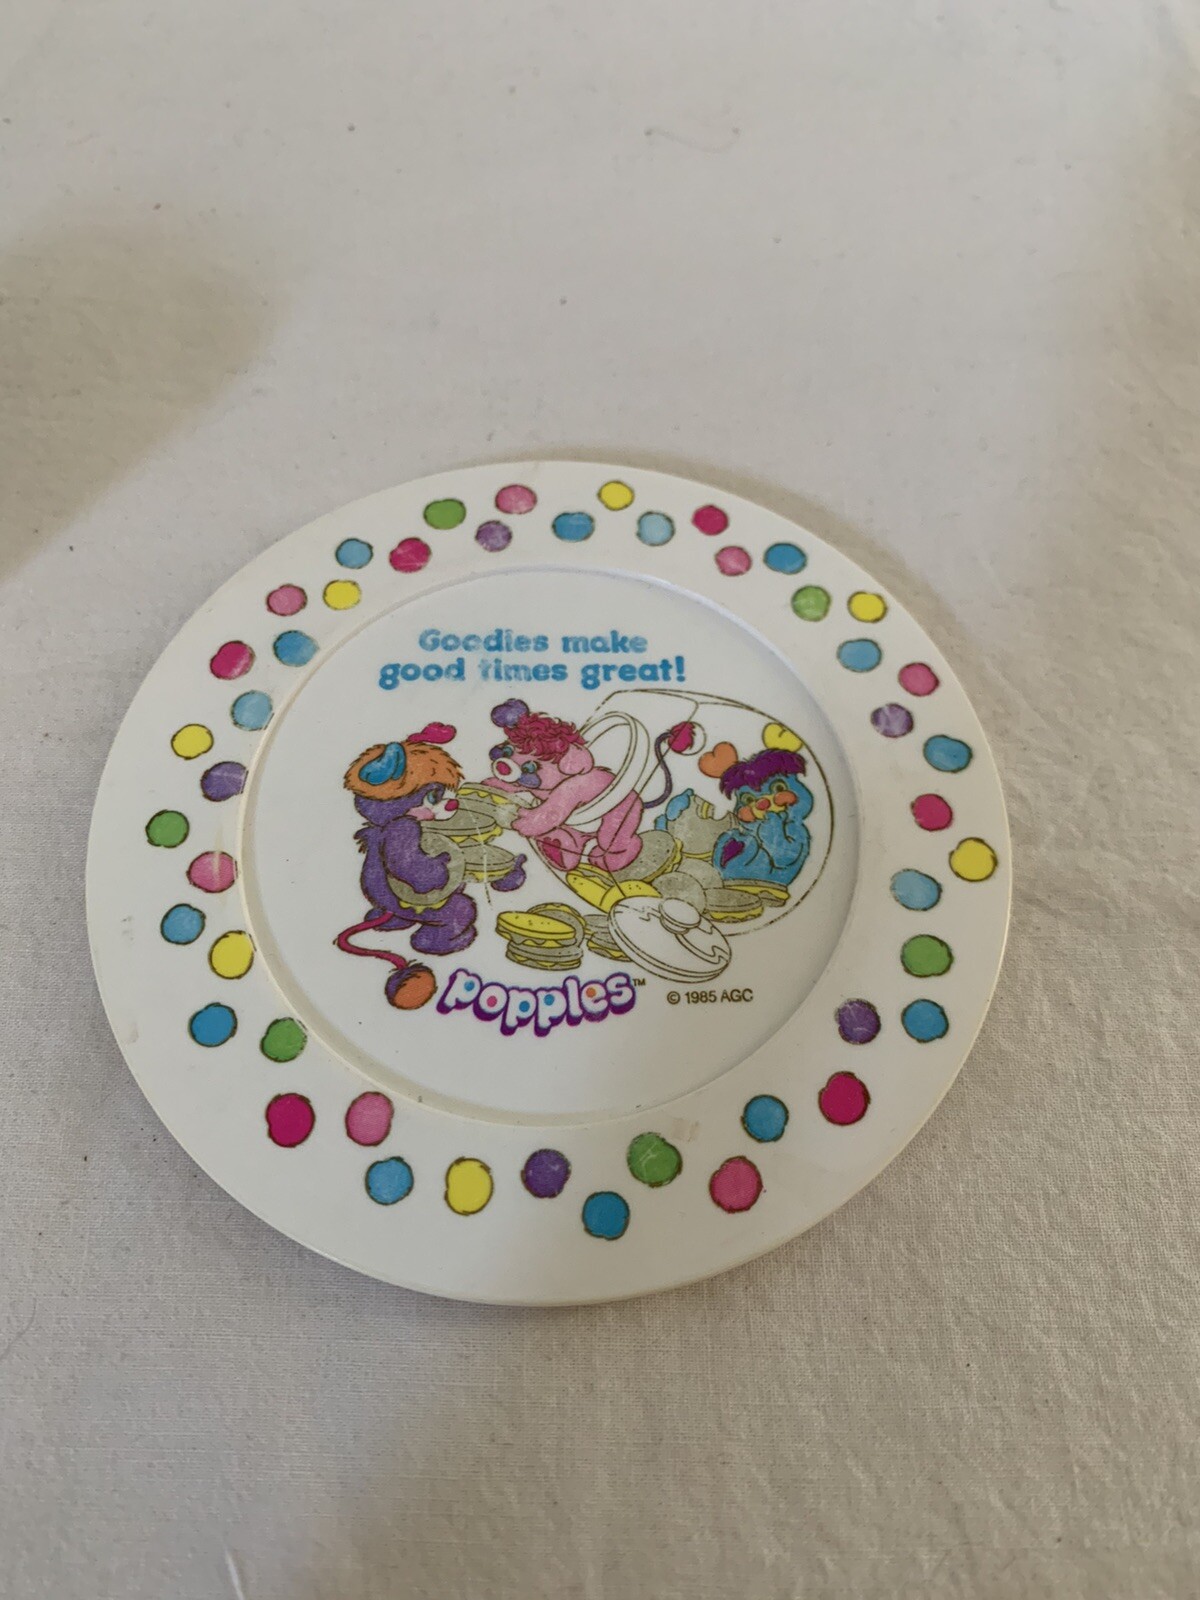 Goodies make
good times great!
Popples™
© 1985 AGC